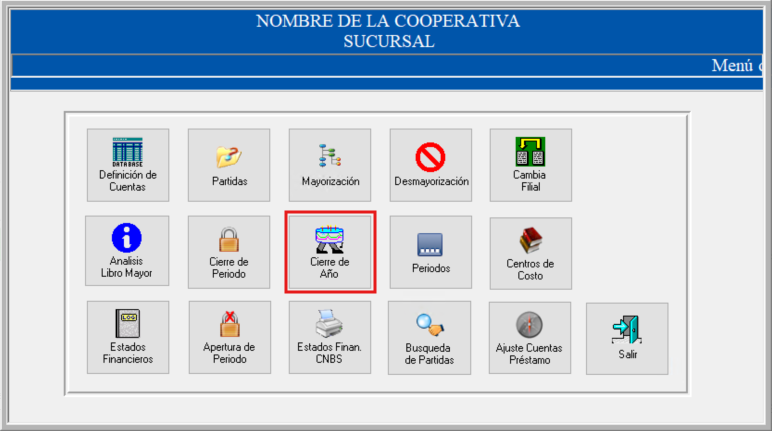 NOMBRE DE LA COOPERATIVA
SUCURSAL
Menú
DATABASE
Definición de
Cuentas
Partidas
Mayorización
Desmayorización
Cambia
Filial
Analisis
Libro Mayor
Cierre de
Periodo
Cierre de
Año
Periodos
Centros de
Costo
LOG
Estados
Financieros
Apertura de
Periodo
Estados Finan.
CNBS
Busqueda
de Partidas
Ajuste Cuentas
Préstamo
Salir